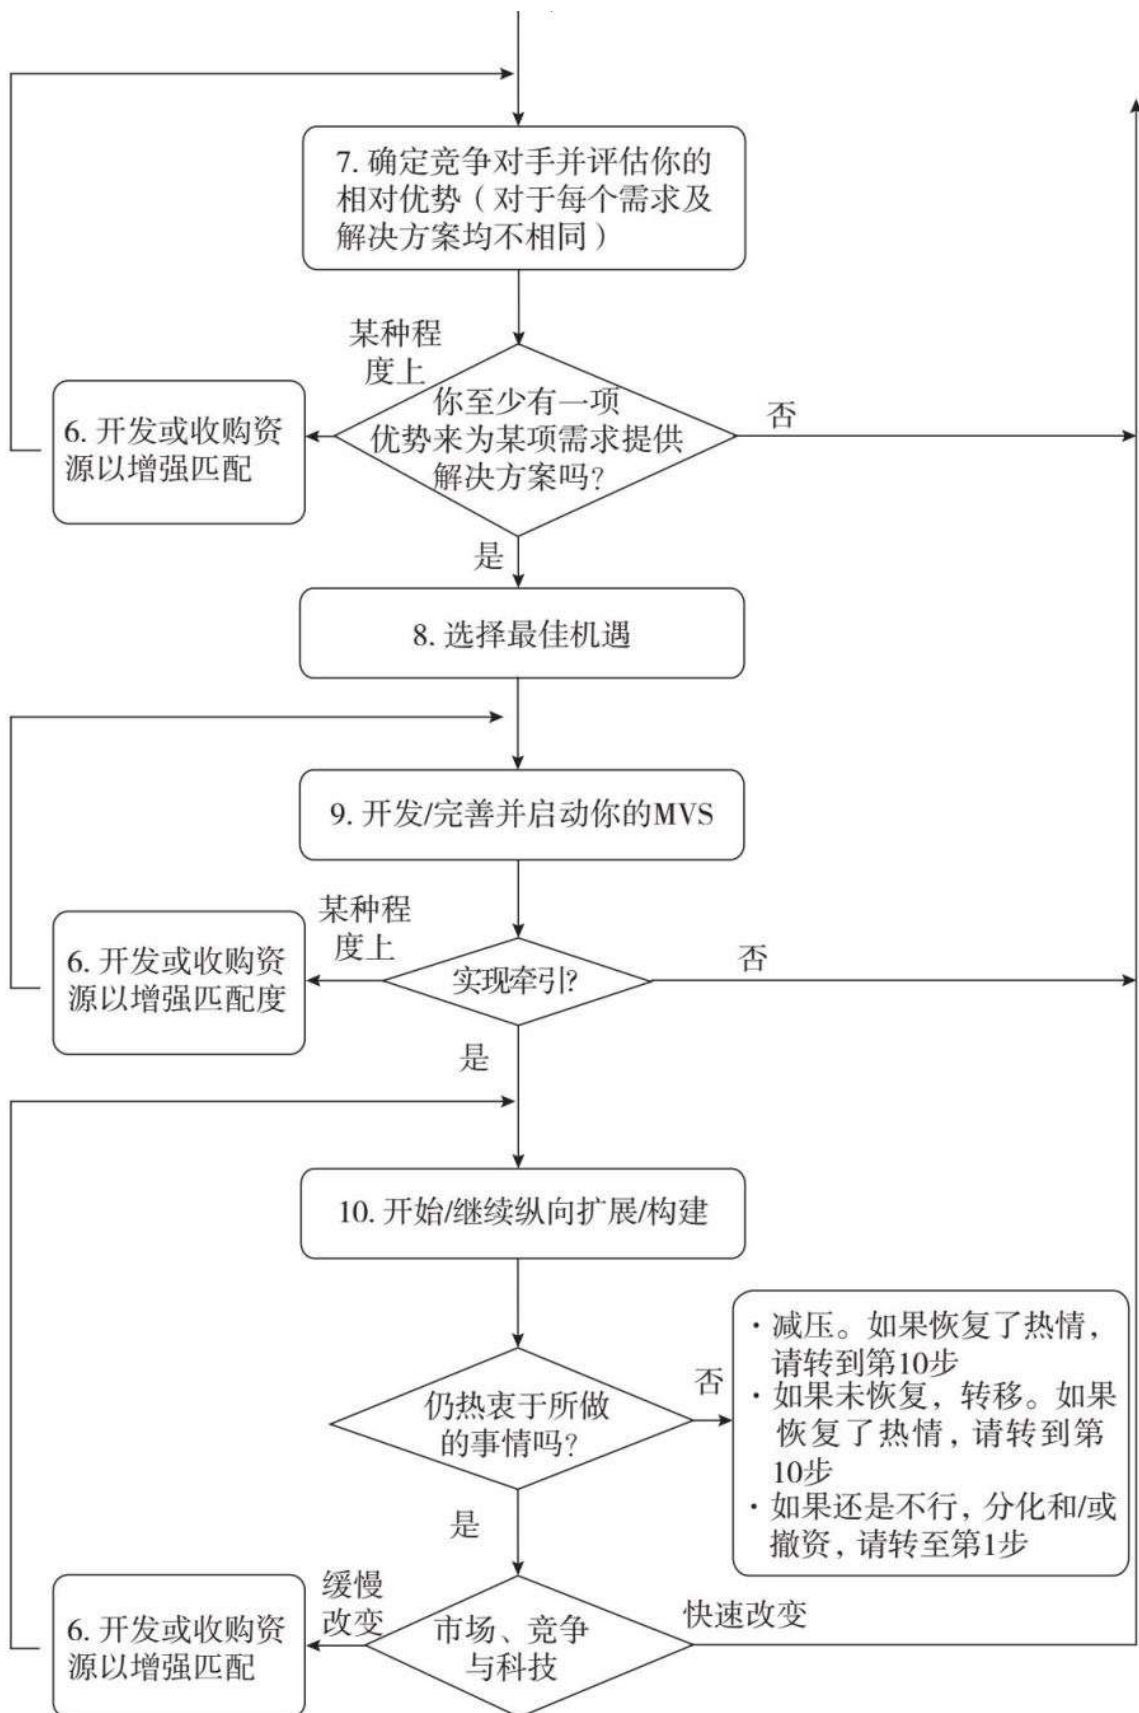 7. 确定竞争对手并评估你的
相对优势（对于每个需求及
解决方案均不相同）
某种程
度上
你至少有一项
优势来为某项需求提供
解决方案吗？
否
6. 开发或收购资
源以增强匹配
是
8. 选择最佳机遇
9. 开发/完善并启动你的MVS
某种程
度上
实现牵引？
否
6. 开发或收购资
源以增强匹配度
是
10. 开始/继续纵向扩展/构建
仍热衷于所做
的事情吗？
否
·减压。如果恢复了热情，
请转到第10步
·如果未恢复，转移。如果
恢复了热情，请转到第
10步
·如果还是不行，分化和/或
撤资，请转至第1步
是
缓慢
改变
市场、竞争
与科技
快速改变
6. 开发或收购资
源以增强匹配